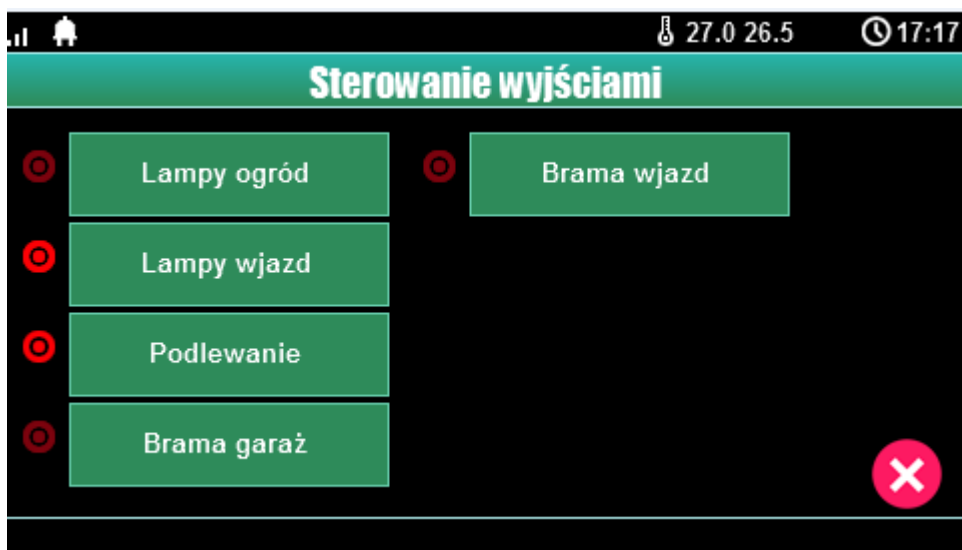 27.0 26.5 17:17
Sterowanie wyjściami
Lampy ogród
Brama wjazd
Lampy wjazd
Podlewanie
Brama garaż